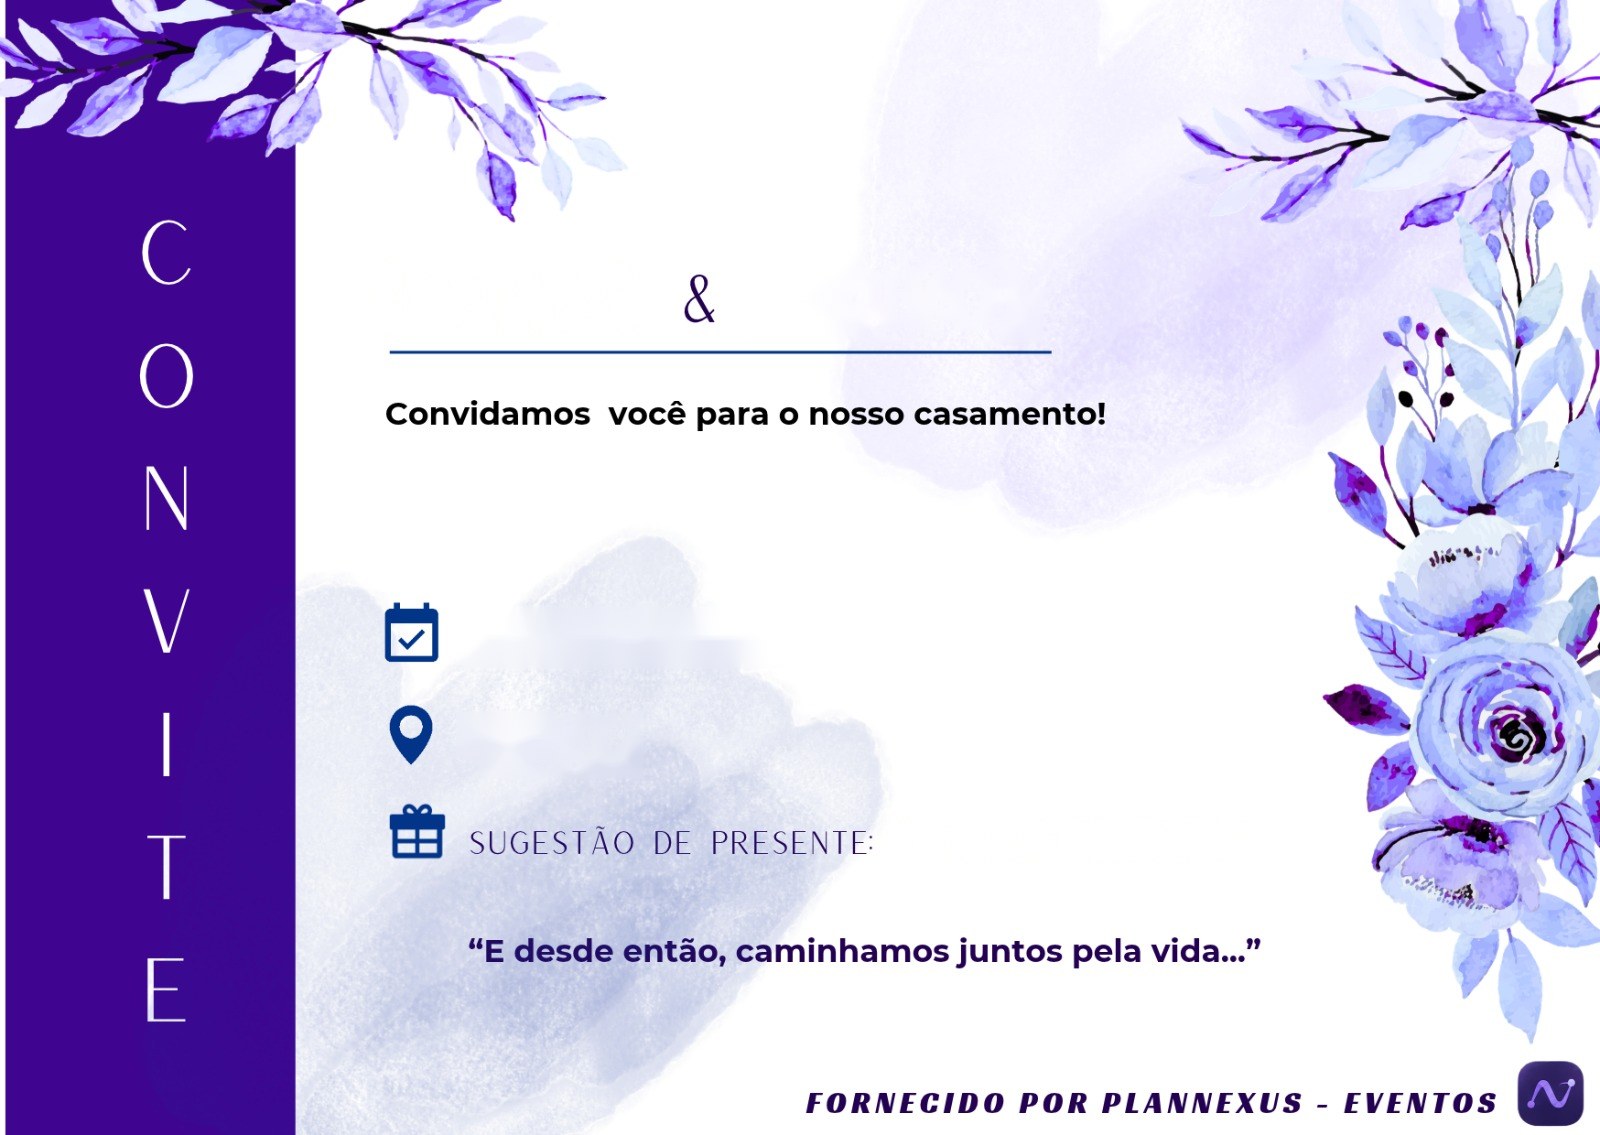 CONVITE
&
Convidamos  você para o nosso casamento!
SUGESTÃO DE PRESENTE:
“E desde então, caminhamos juntos pela vida...”
FORNECIDO POR PLANNEXUS - EVENTOS